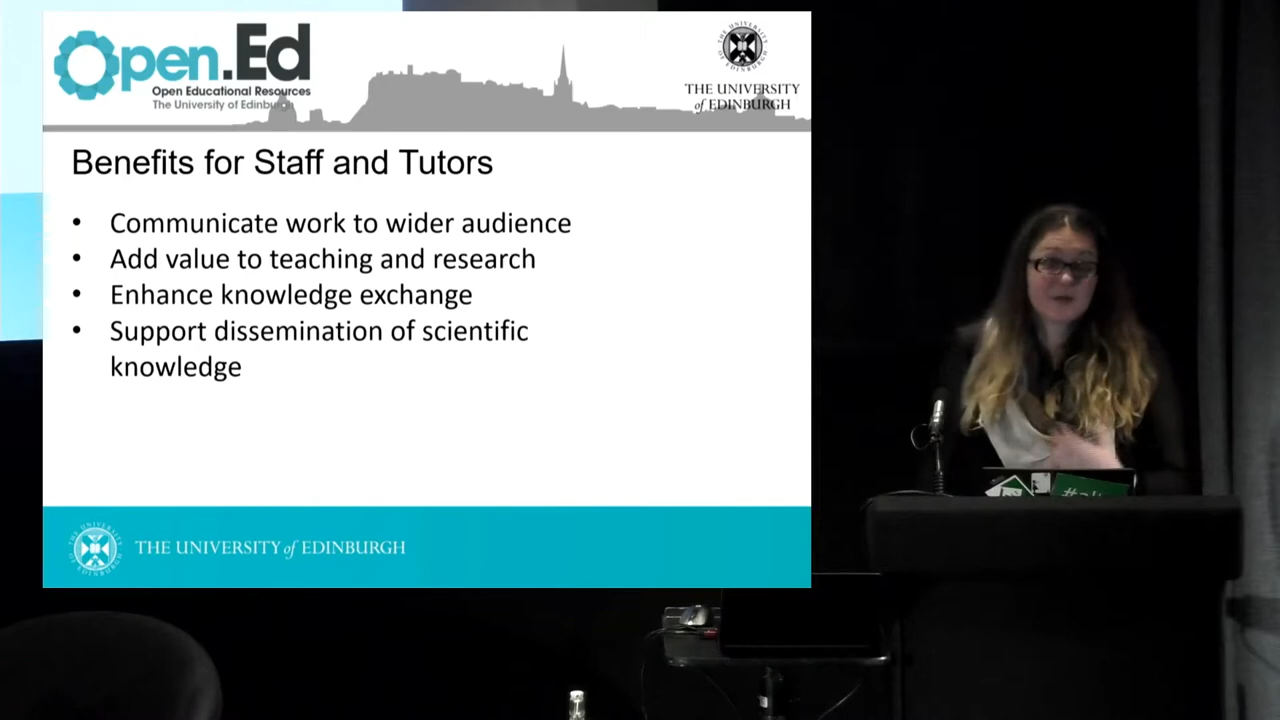 Open.Ed
Open Educational Resources
The University of Edinburgh
THE UNIVERSITY
of EDINBURGH
Benefits for Staff and Tutors
• Communicate work to wider audience
• Add value to teaching and research
• Enhance knowledge exchange
• Support dissemination of scientific
knowledge
THE UNIVERSITY of EDINBURGH